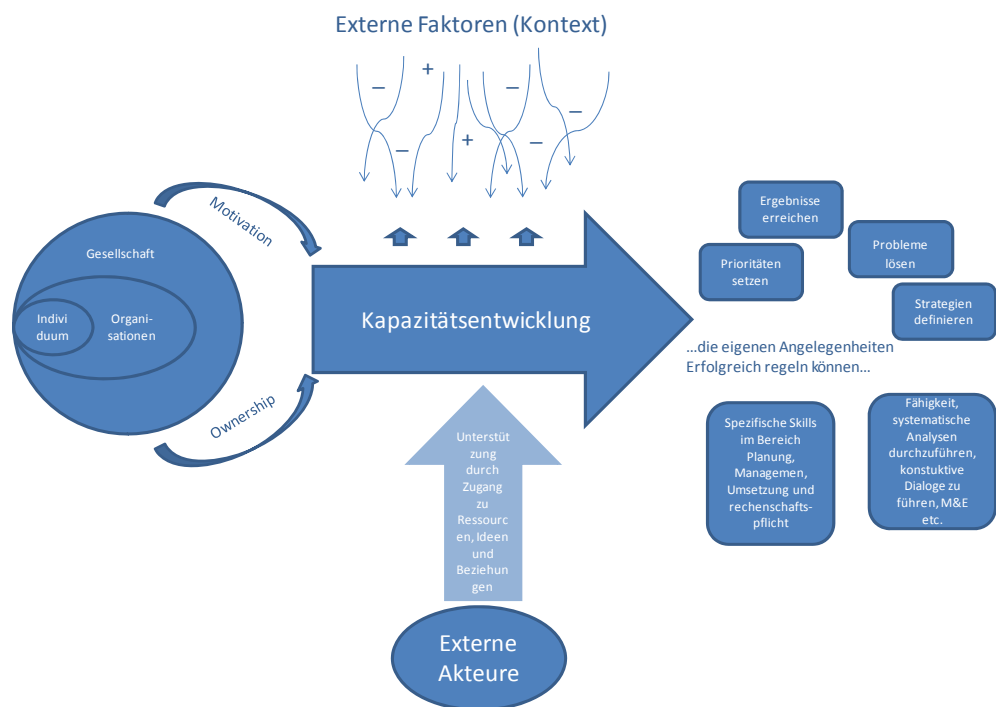 Externe Faktoren (Kontext)
–
+
–
–
–
+
–
Motivation
Gesellschaft
Indivi
duum
Organi-
sationen
Ownership
Kapazitätsentwicklung
Ergebnisse
erreichen
Prioritäten
setzen
Probleme
lösen
Strategien
definieren
...die eigenen Angelegenheiten
Erfolgreich regeln können...
Spezifische Skills
im Bereich
Planung,
Managemen,
Umsetzung und
rechenschafts-
pflicht
Fähigkeit,
systematische
Analysen
durchzuführen,
konstuktive
Dialoge zu
führen, M&E
etc.
Unterstüt
zung
durch
Zugang
zu
Ressourc
en, Ideen
und
Beziehun
gen
Externe
Akteure